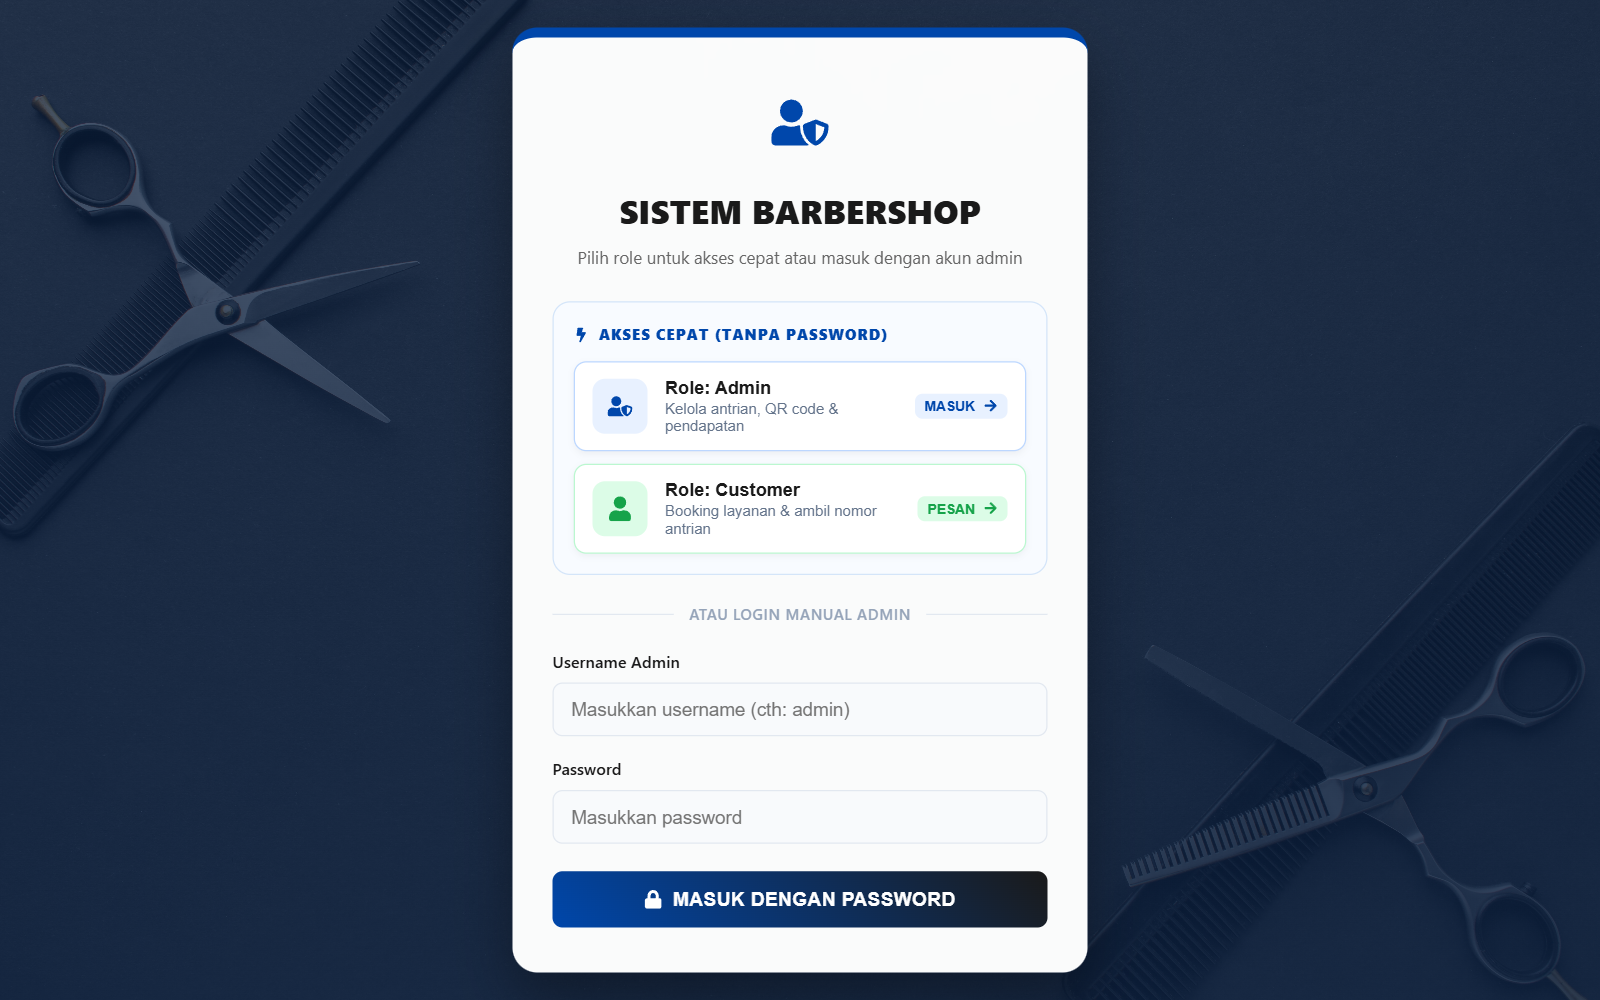 SISTEM BARBERSHOP
Pilih role untuk akses cepat atau masuk dengan akun admin
AKSES CEPAT (TANPA PASSWORD)
Role: Admin
Kelola antrian, QR code &
pendapatan
MASUK
Role: Customer
Booking layanan & ambil nomor
antrian
PESAN
ATAU LOGIN MANUAL ADMIN
Username Admin
Masukkan username (cth: admin)
Password
Masukkan password
MASUK DENGAN PASSWORD